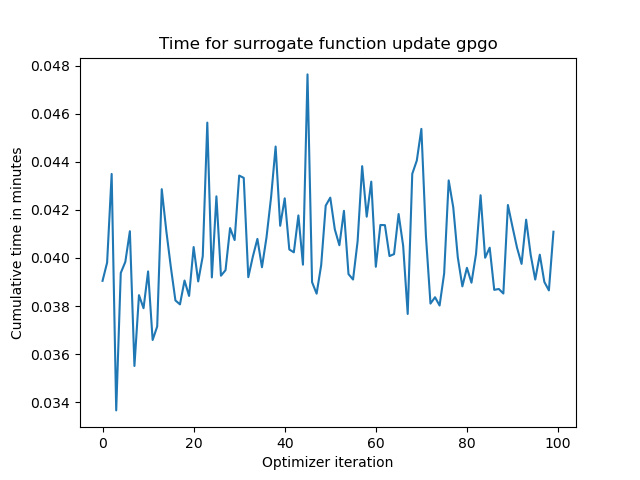 Time for surrogate function update gpgo
Cumulative time in minutes
0.048
0.046
0.044
0.042
0.040
0.038
0.036
0.034
0 20 40 60 80 100
Optimizer iteration